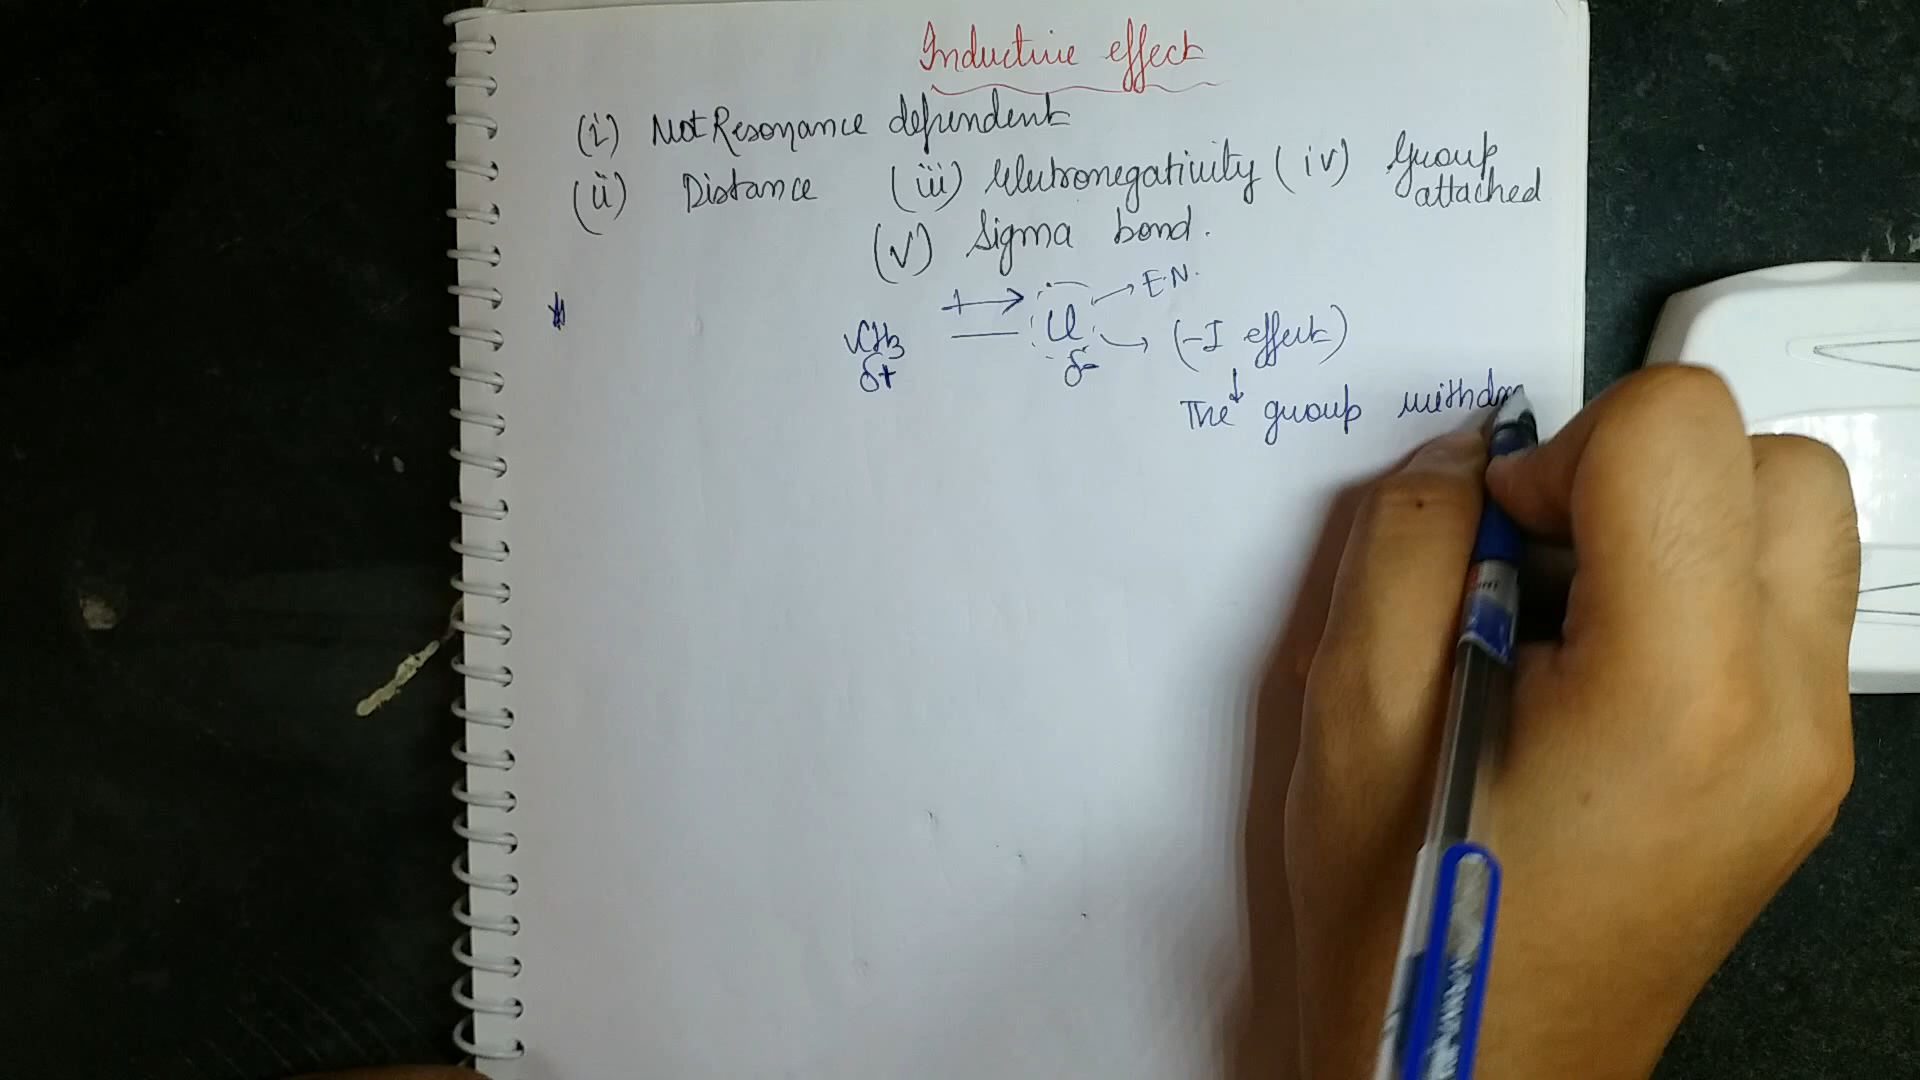 Inductive effect
(i) Not Resonance dependent
(ii) Distance (iii) Electronegativity (iv) Group
attached
(v) Sigma bond.
E.N.
CH3 Cl (-I effect)
δ+ δ-
The group withdra